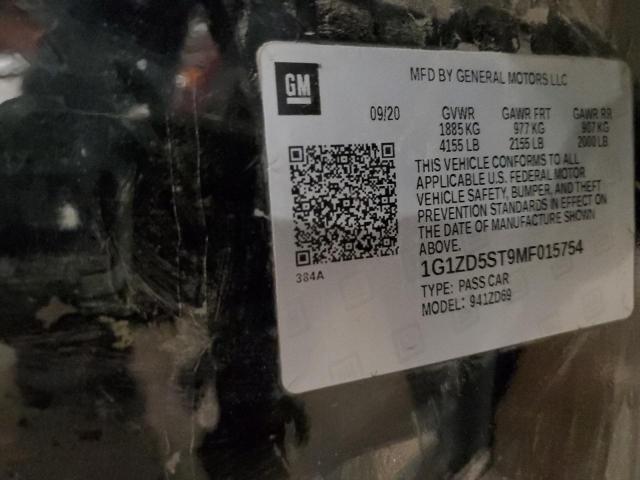 GM
MFD BY GENERAL MOTORS LLC
09/20 GVWR GAWR FRT GAWR RR
1885 KG 977 KG 907 KG
4155 LB 2155 LB 2000 LB
THIS VEHICLE CONFORMS TO ALL
APPLICABLE U.S. FEDERAL MOTOR
VEHICLE SAFETY, BUMPER, AND THEFT
PREVENTION STANDARDS IN EFFECT ON
THE DATE OF MANUFACTURE SHOWN
ABOVE.
384A
1G1ZD5ST9MF015754
TYPE: PASS CAR
MODEL: 941ZD69